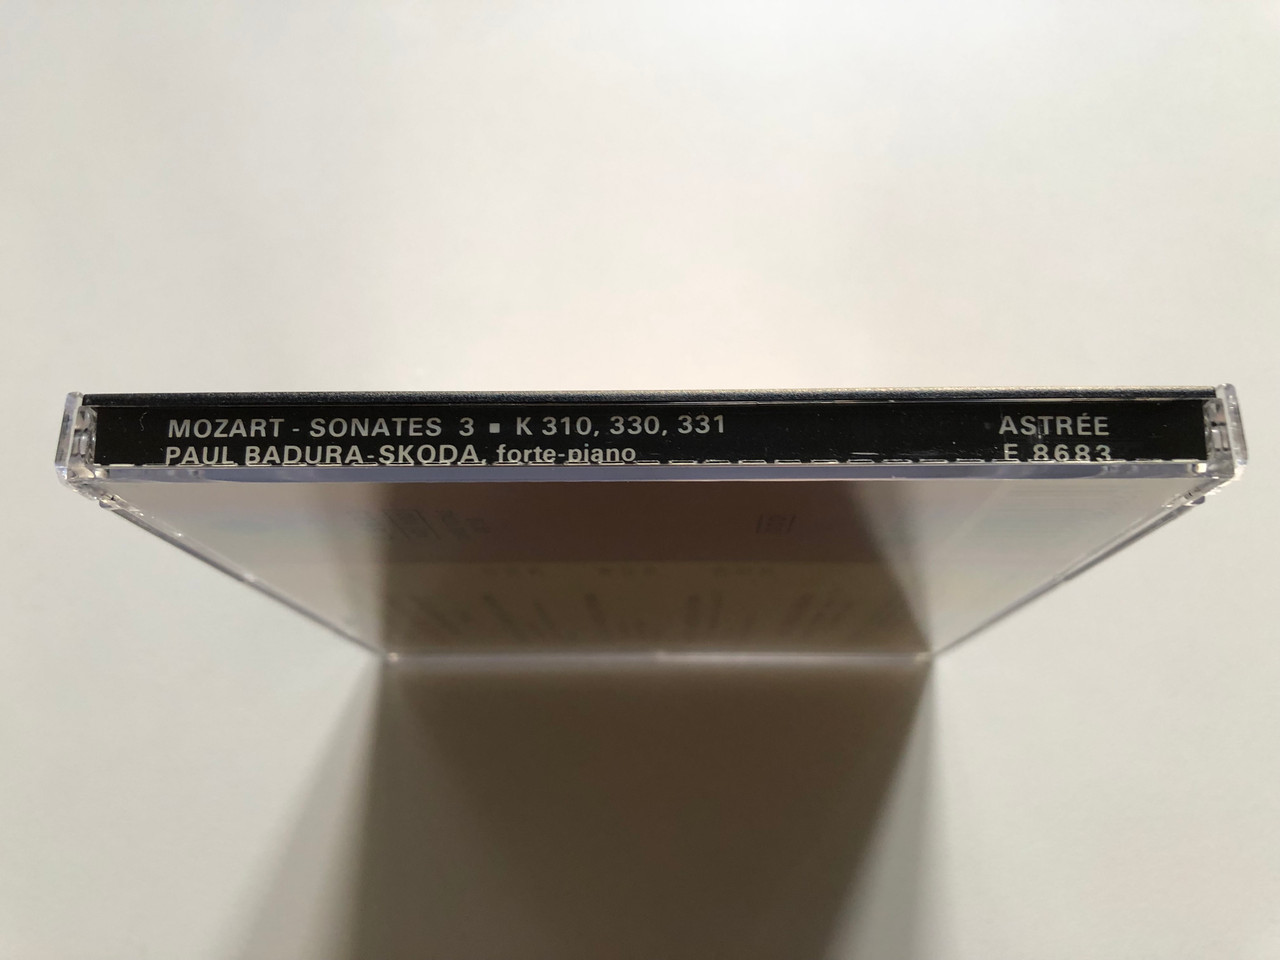 MOZART - SONATES 3 ■ K 310, 330, 331
PAUL BADURA-SKODA, forte-piano
ASTRÉE
E 8683